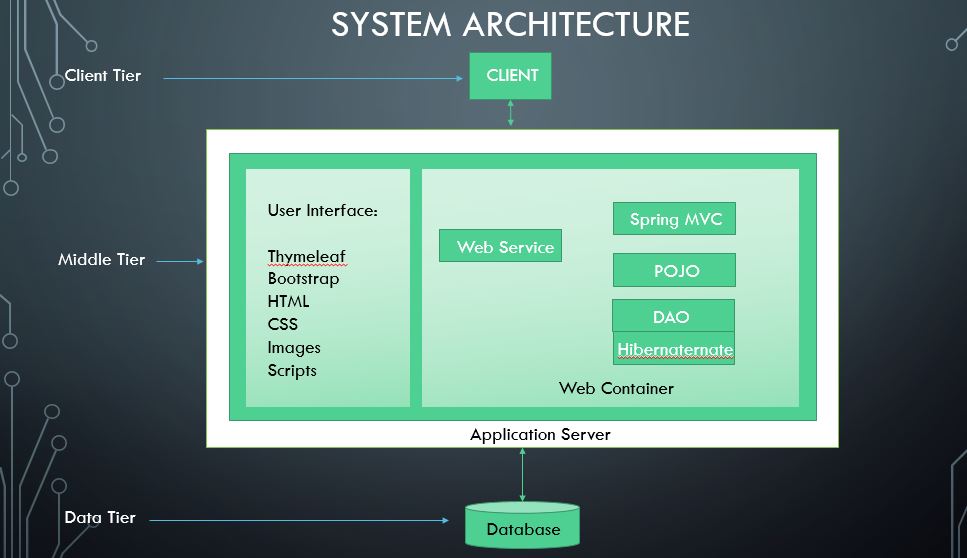 SYSTEM ARCHITECTURE
Client Tier
CLIENT
Middle Tier
User Interface:
Thymeleaf
Bootstrap
HTML
CSS
Images
Scripts
Web Service
Spring MVC
POJO
DAO
Hibernaternate
Web Container
Application Server
Data Tier
Database